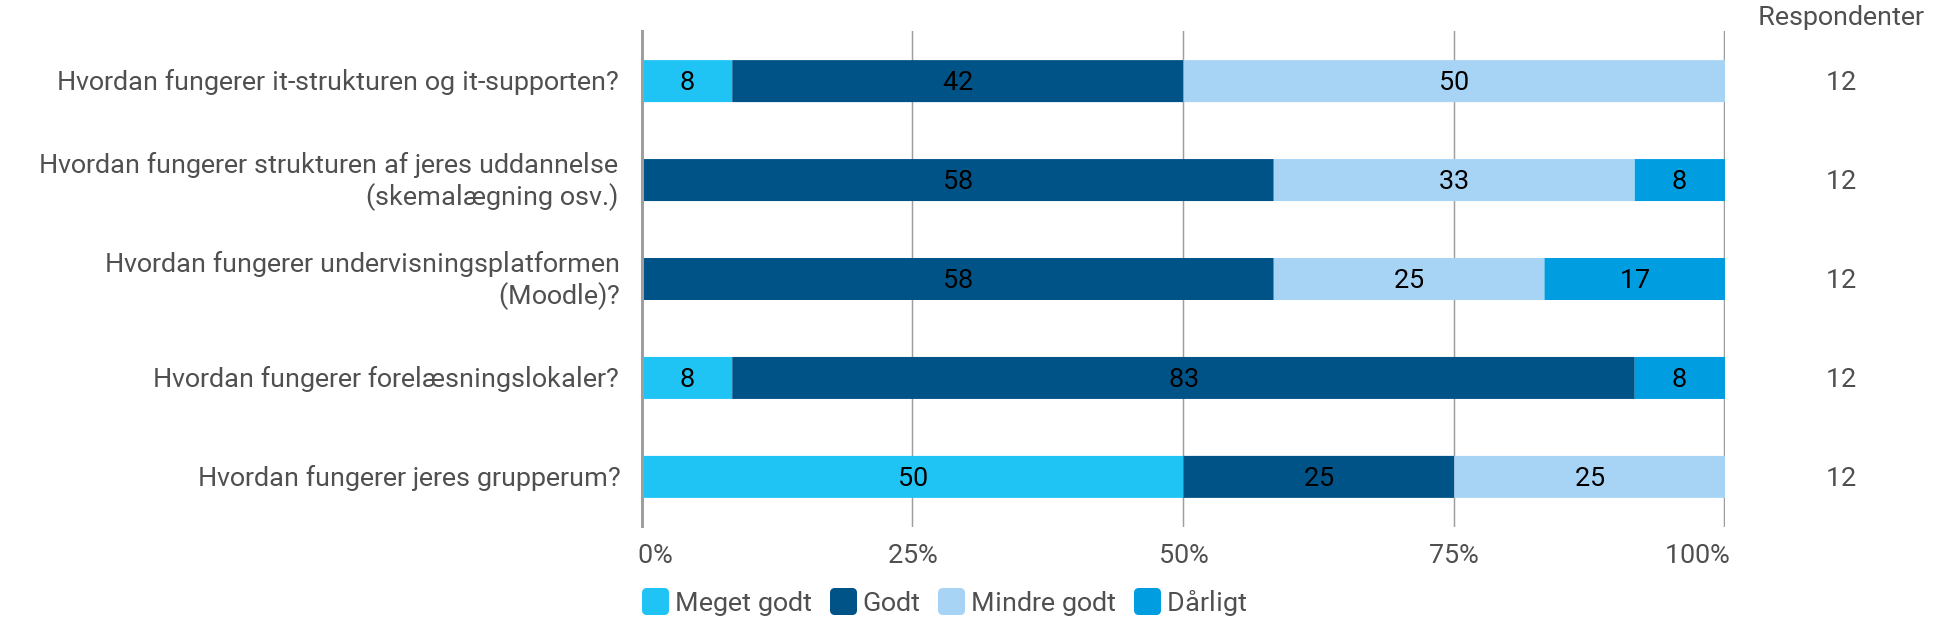 Respondenter
Hvordan fungerer it-strukturen og it-supporten? 8 42 50 12
Hvordan fungerer strukturen af jeres uddannelse
(skemalægning osv.) 58 33 8 12
Hvordan fungerer undervisningsplatformen
(Moodle)? 58 25 17 12
Hvordan fungerer forelæsningslokaler? 8 83 8 12
Hvordan fungerer jeres grupperum? 50 25 25 12
0% 25% 50% 75% 100%
Meget godt Godt Mindre godt Dårligt